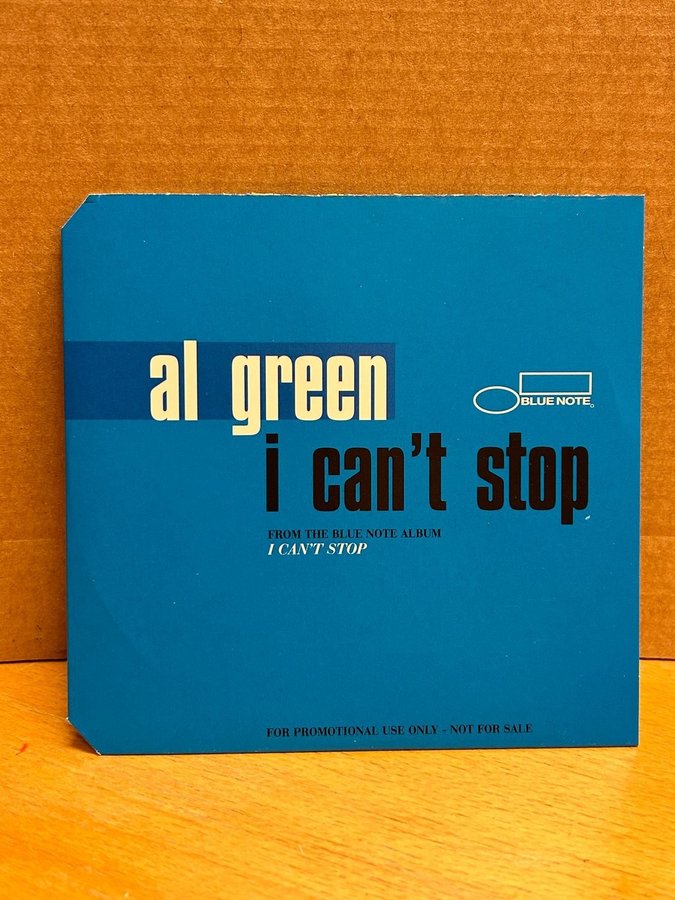 al green
BLUE NOTE
i can't stop
FROM THE BLUE NOTE ALBUM
I CAN'T STOP
FOR PROMOTIONAL USE ONLY - NOT FOR SALE